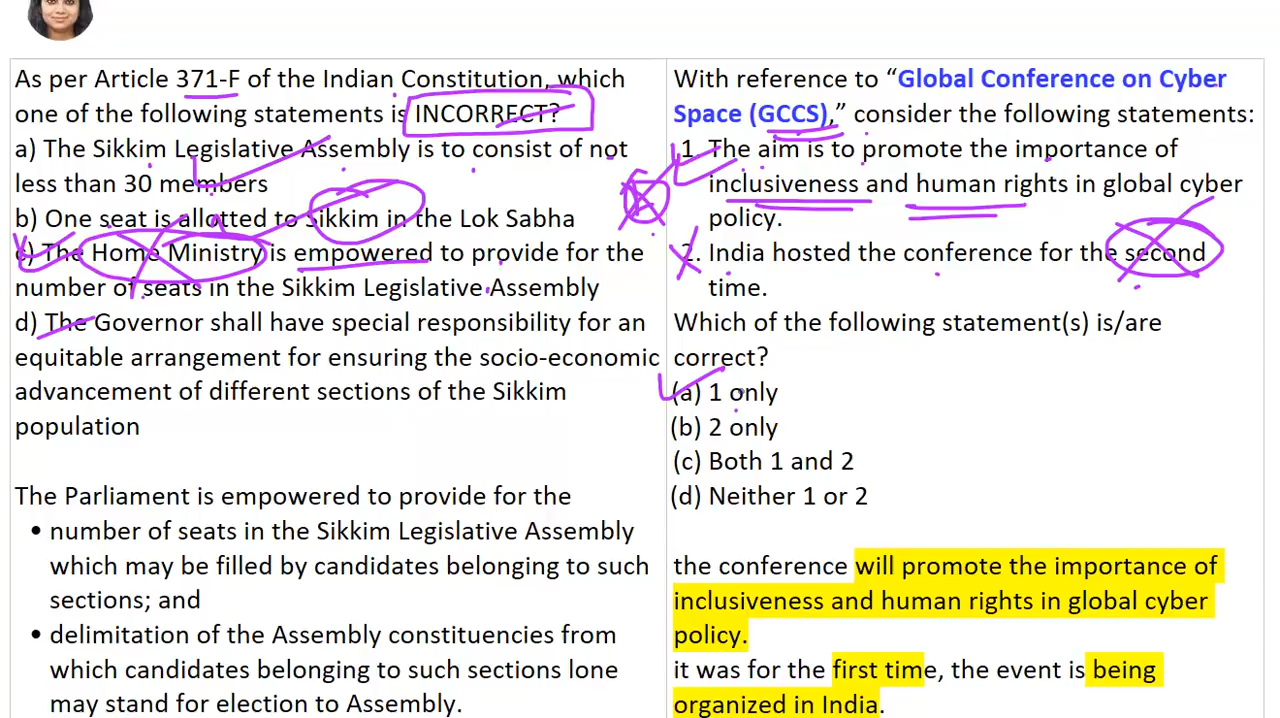 As per Article 371-F of the Indian Constitution, which
one of the following statements is INCORRECT?
a) The Sikkim Legislative Assembly is to consist of not
less than 30 members
b) One seat is allotted to Sikkim in the Lok Sabha
c) The Home Ministry is empowered to provide for the
number of seats in the Sikkim Legislative Assembly
d) The Governor shall have special responsibility for an
equitable arrangement for ensuring the socio-economic
advancement of different sections of the Sikkim
population
The Parliament is empowered to provide for the
• number of seats in the Sikkim Legislative Assembly
which may be filled by candidates belonging to such
sections; and
• delimitation of the Assembly constituencies from
which candidates belonging to such sections lone
may stand for election to Assembly.
With reference to “Global Conference on Cyber
Space (GCCS),” consider the following statements:
1. The aim is to promote the importance of
inclusiveness and human rights in global cyber
policy.
2. India hosted the conference for the second
time.
Which of the following statement(s) is/are
correct?
(a) 1 only
(b) 2 only
(c) Both 1 and 2
(d) Neither 1 or 2
the conference will promote the importance of
inclusiveness and human rights in global cyber
policy.
it was for the first time, the event is being
organized in India.